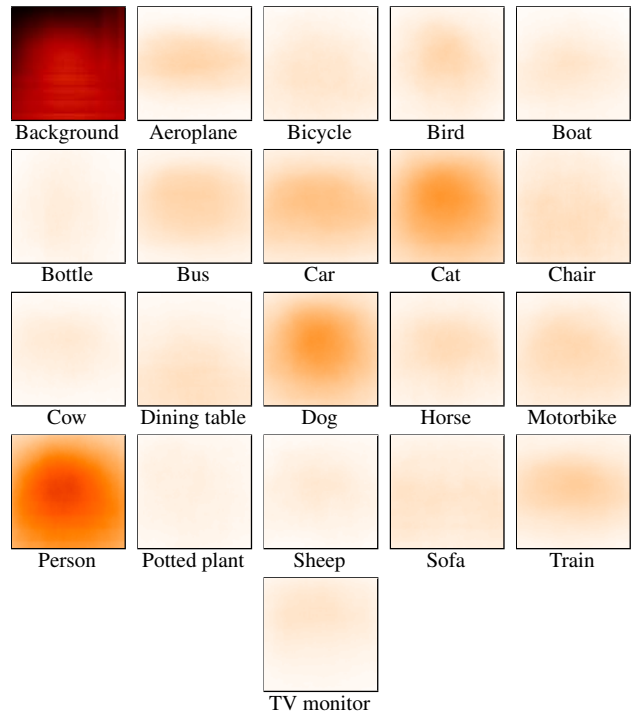 Background Aeroplane Bicycle Bird Boat
Bottle Bus Car Cat Chair
Cow Dining table Dog Horse Motorbike
Person Potted plant Sheep Sofa Train
TV monitor